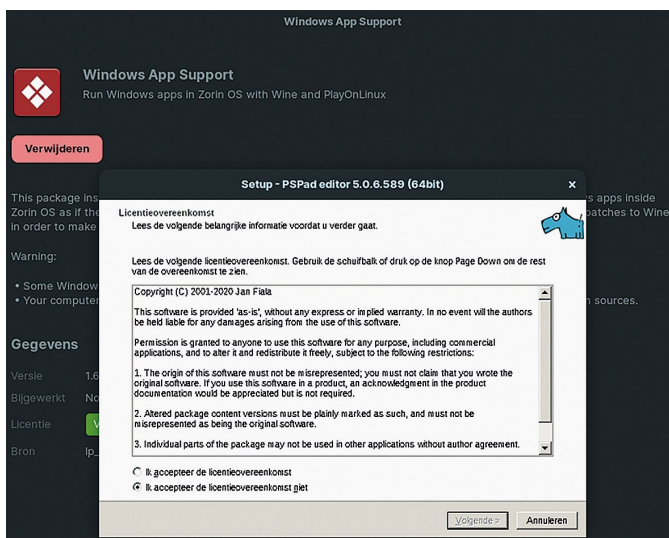 Windows App Support
Windows App Support
Run Windows apps in Zorin OS with Wine and PlayOnLinux
Verwijderen
This package ins
s apps inside
Zorin OS as if the
patches to Wine
in order to make
Warning:
• Some Window
• Your computer
n sources.
Gegevens
Versie 1.6
Bijgewerkt No
Licentie V
Bron lp_
Setup - PSPad editor 5.0.6.589 (64bit)
Licentieovereenkomst
Lees de volgende belangrijke informatie voordat u verder gaat.
Lees de volgende licentieovereenkomst. Gebruik de schuifbalk of druk op de knop Page Down om de rest
van de overeenkomst te zien.
Copyright (C) 2001-2020 Jan Fiala
This software is provided 'as-is', without any express or implied warranty. In no event will the authors
be held liable for any damages arising from the use of this software.
Permission is granted to anyone to use this software for any purpose, including commercial
applications, and to alter it and redistribute it freely, subject to the following restrictions:
1. The origin of this software must not be misrepresented; you must not claim that you wrote the
original software. If you use this software in a product, an acknowledgment in the product
documentation would be appreciated but is not required.
2. Altered package content versions must be plainly marked as such, and must not be
misrepresented as being the original software.
3. Individual parts of the package may not be used in other applications without author agreement.
Ik accepteer de licentieovereenkomst
Ik accepteer de licentieovereenkomst niet
Volgende >
Annuleren